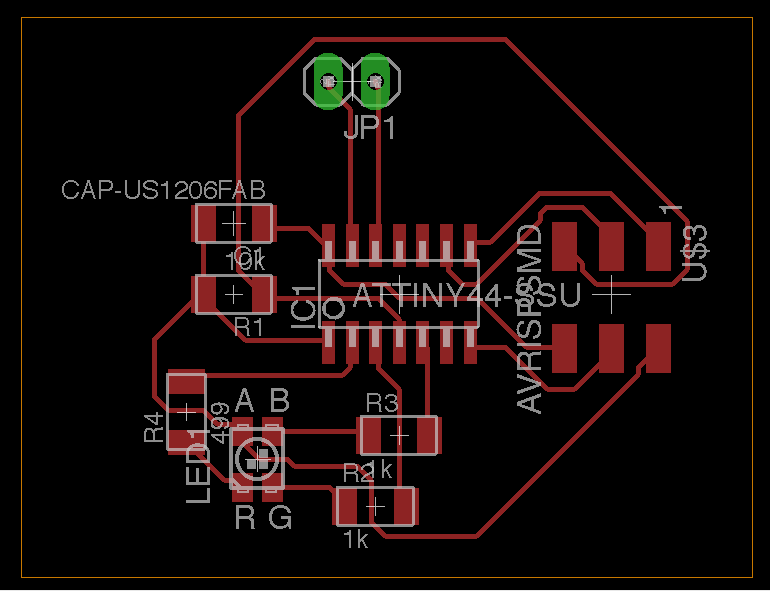 JP1
CAP-US1206FAB
1
U$3
C1
10k
R1
IC1
ATTINY44-SSU
AVRISPSMD
R4
499
A B
R3
1k
LED1
R2
R G
1k